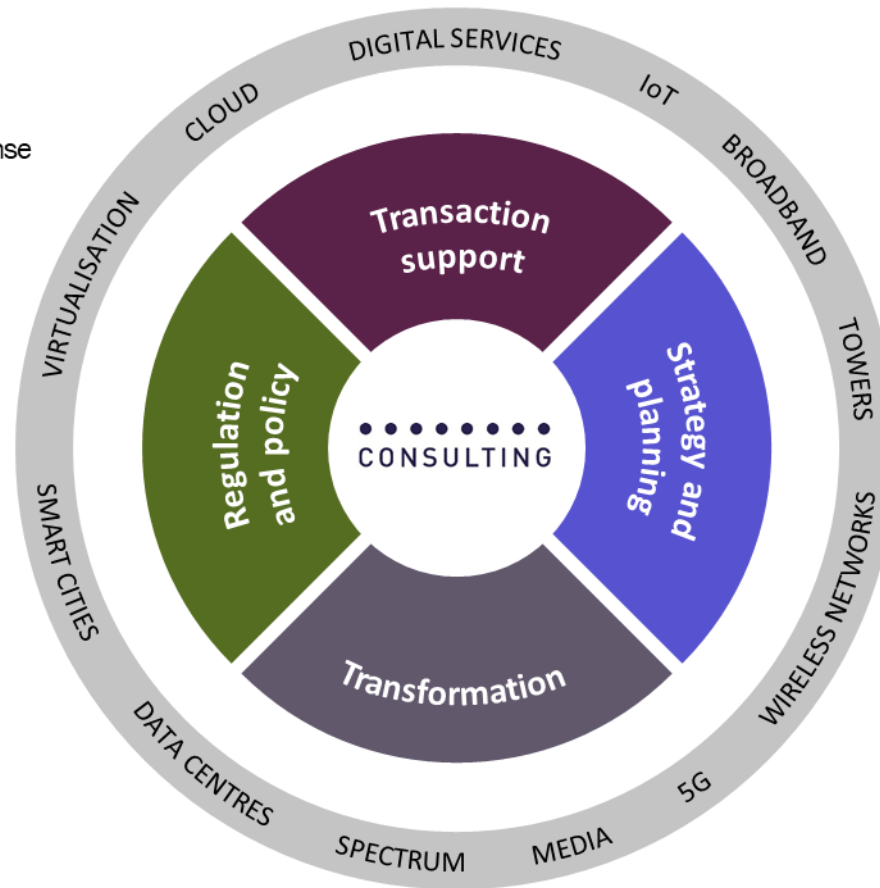 DIGITAL SERVICES
IoT
BROADBAND
TOWERS
WIRELESS NETWORKS
5G
MEDIA
SPECTRUM
DATA CENTRES
SMART CITIES
VIRTUALISATION
CLOUD
nse
Transaction
support
Strategy and
planning
Transformation
Regulation
and policy
CONSULTING